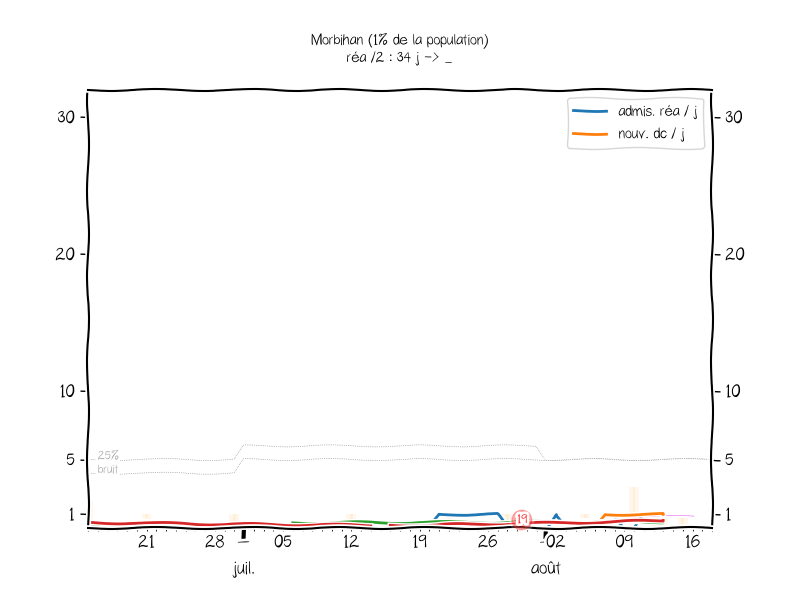 Morbihan (1% de la population)
réa /2 : 34 j -> _
admis. réa / j
nouv. dc / j
30 30
20 20
10 10
5 5
1 1
25%
bruit
19
21 28 05 12 19 26 02 09 16
juil. août